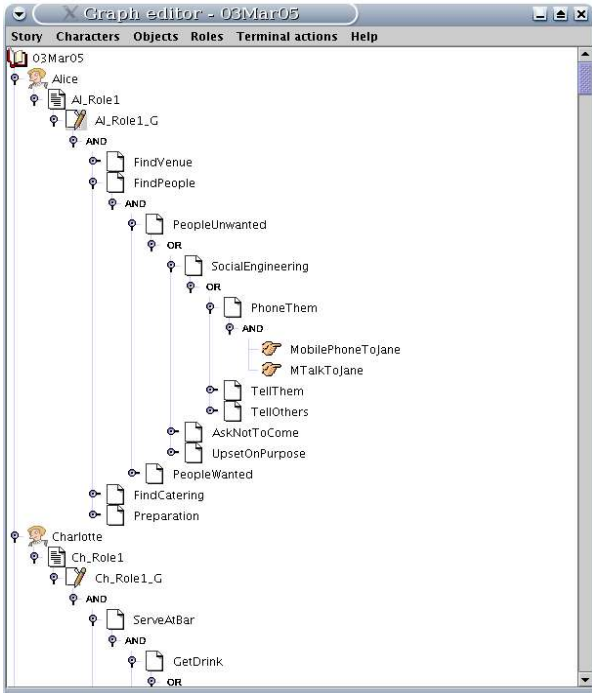 Graph editor - 03Mar05
Story Characters Objects Roles Terminal actions Help
03Mar05
Alice
Al_Role1
Al_Role1_G
AND
FindVenue
FindPeople
AND
PeopleUnwanted
OR
SocialEngineering
OR
PhoneThem
AND
MobilePhoneToJane
MTalkToJane
TellThem
TellOthers
AskNotToCome
UpsetOnPurpose
PeopleWanted
FindCatering
Preparation
Charlotte
Ch_Role1
Ch_Role1_G
AND
ServeAtBar
AND
GetDrink
OR